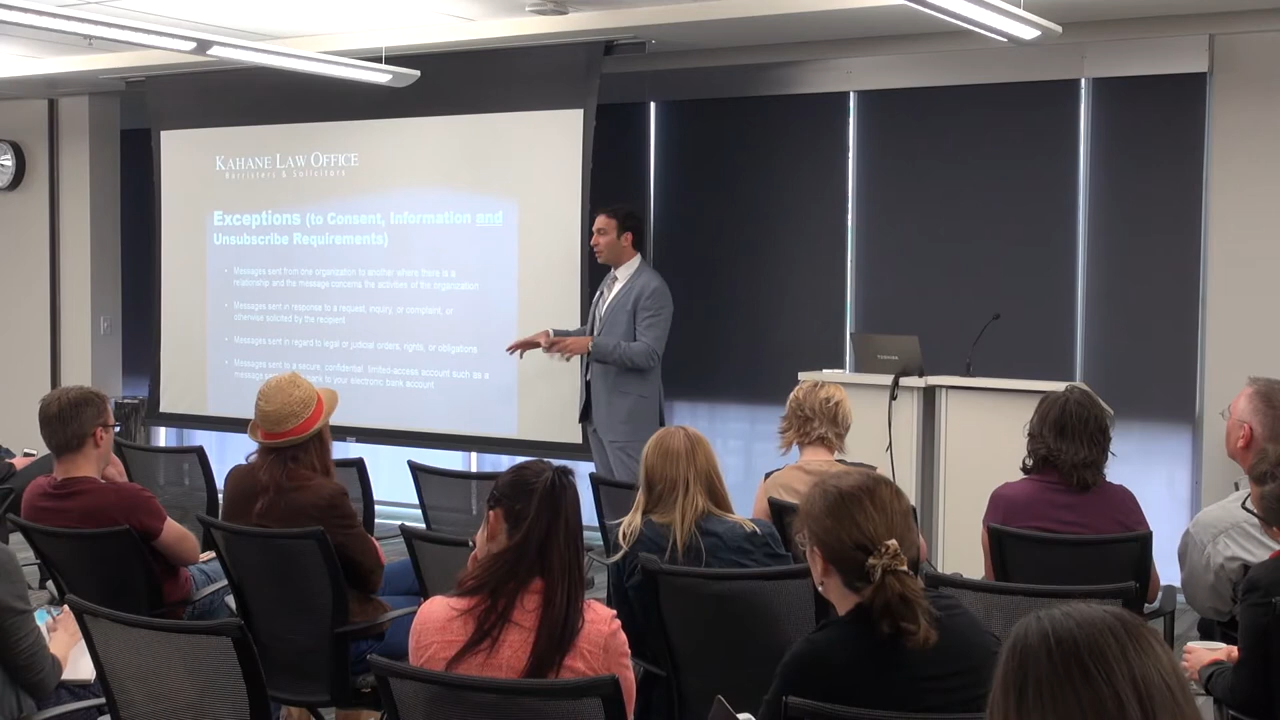 KAHANE LAW OFFICE
Barristers & Solicitors
Exceptions (to Consent, Information and
Unsubscribe Requirements)
• Messages sent from one organization to another where there is a
relationship and the message concerns the activities of the organization
• Messages sent in response to a request, inquiry, or complaint, or
otherwise solicited by the recipient
• Messages sent in regard to legal or judicial orders, rights, or obligations
• Messages sent to a secure, confidential, limited-access account such as a
message bank to your electronic bank account
TOSHIBA